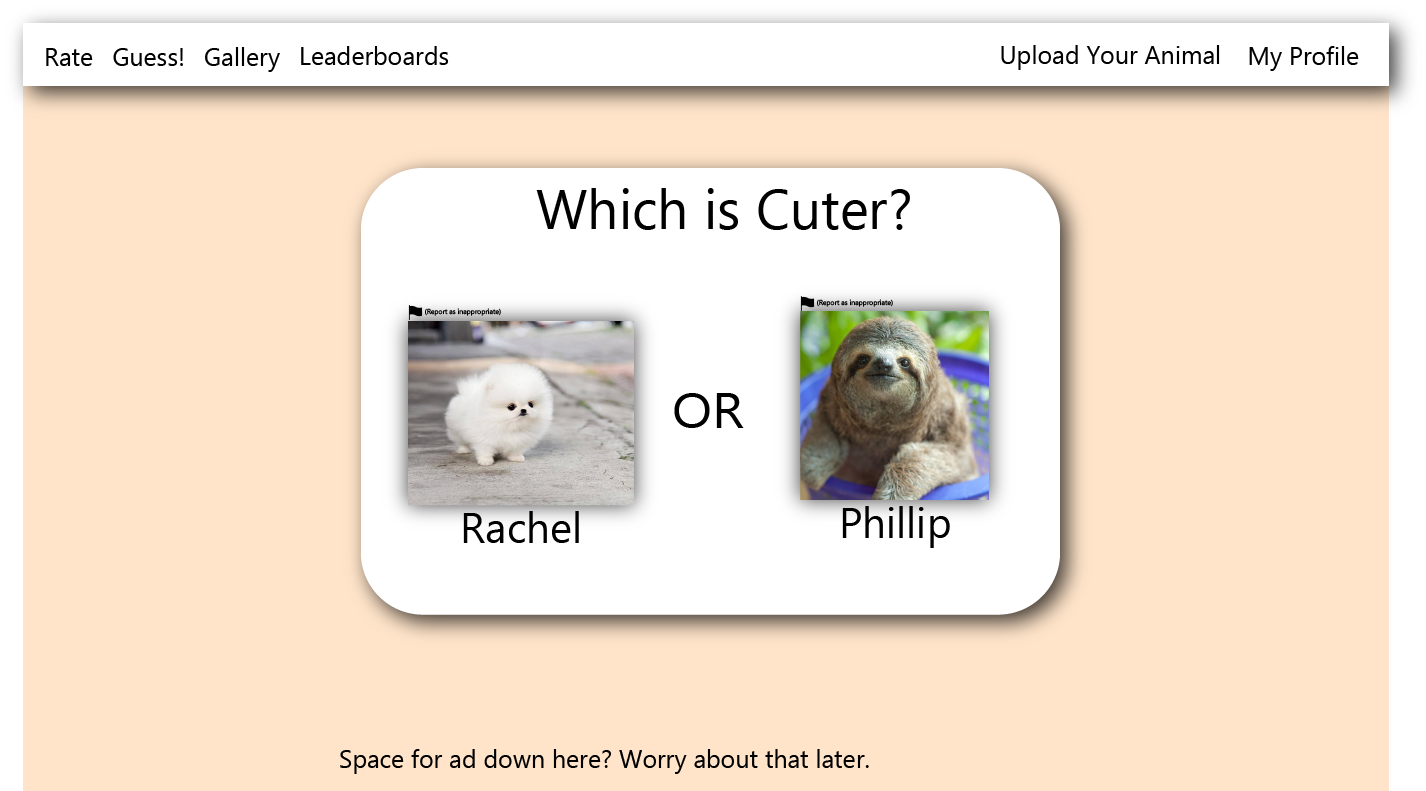 Rate Guess! Gallery Leaderboards Upload Your Animal My Profile
Which is Cuter?
(Report as inappropriate) (Report as inappropriate)
OR
Rachel Phillip
Space for ad down here? Worry about that later.